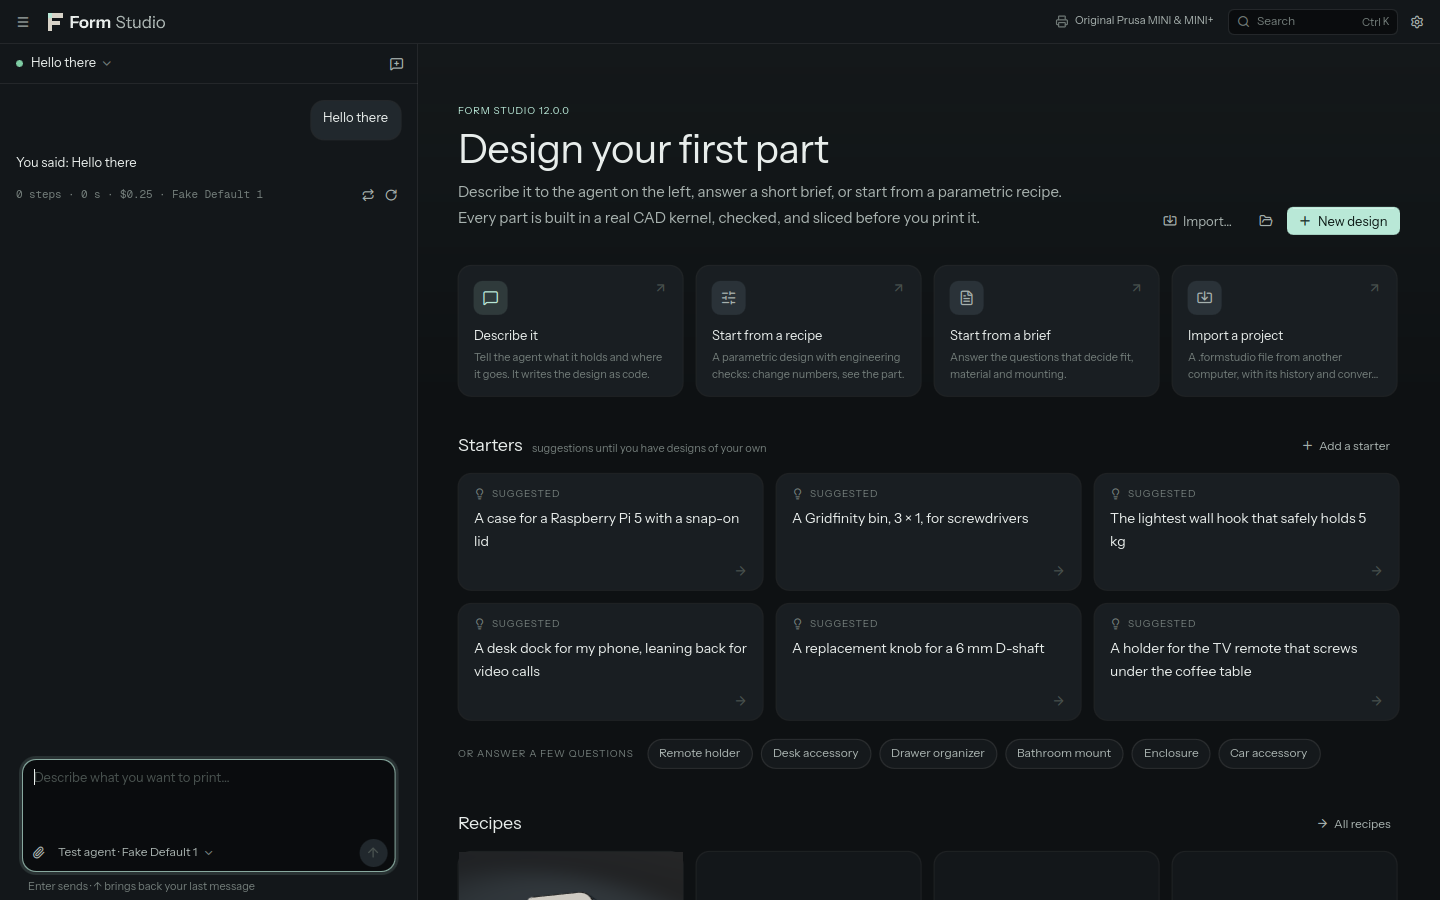 Form Studio
Original Prusa MINI & MINI+
Search
Ctrl K
Hello there
Hello there
You said: Hello there
0 steps · 0 s · $0.25 · Fake Default 1
Describe what you want to print...
Test agent · Fake Default 1
Enter sends · ↑ brings back your last message
FORM STUDIO 12.0.0
Design your first part
Describe it to the agent on the left, answer a short brief, or start from a parametric recipe.
Every part is built in a real CAD kernel, checked, and sliced before you print it.
Import...
New design
Describe it
Tell the agent what it holds and where
it goes. It writes the design as code.
Start from a recipe
A parametric design with engineering
checks: change numbers, see the part.
Start from a brief
Answer the questions that decide fit,
material and mounting.
Import a project
A .formstudio file from another
computer, with its history and conver...
Starters
suggestions until you have designs of your own
Add a starter
SUGGESTED
A case for a Raspberry Pi 5 with a snap-on
lid
SUGGESTED
A Gridfinity bin, 3 × 1, for screwdrivers
SUGGESTED
The lightest wall hook that safely holds 5
kg
SUGGESTED
A desk dock for my phone, leaning back for
video calls
SUGGESTED
A replacement knob for a 6 mm D-shaft
SUGGESTED
A holder for the TV remote that screws
under the coffee table
OR ANSWER A FEW QUESTIONS
Remote holder
Desk accessory
Drawer organizer
Bathroom mount
Enclosure
Car accessory
Recipes
All recipes